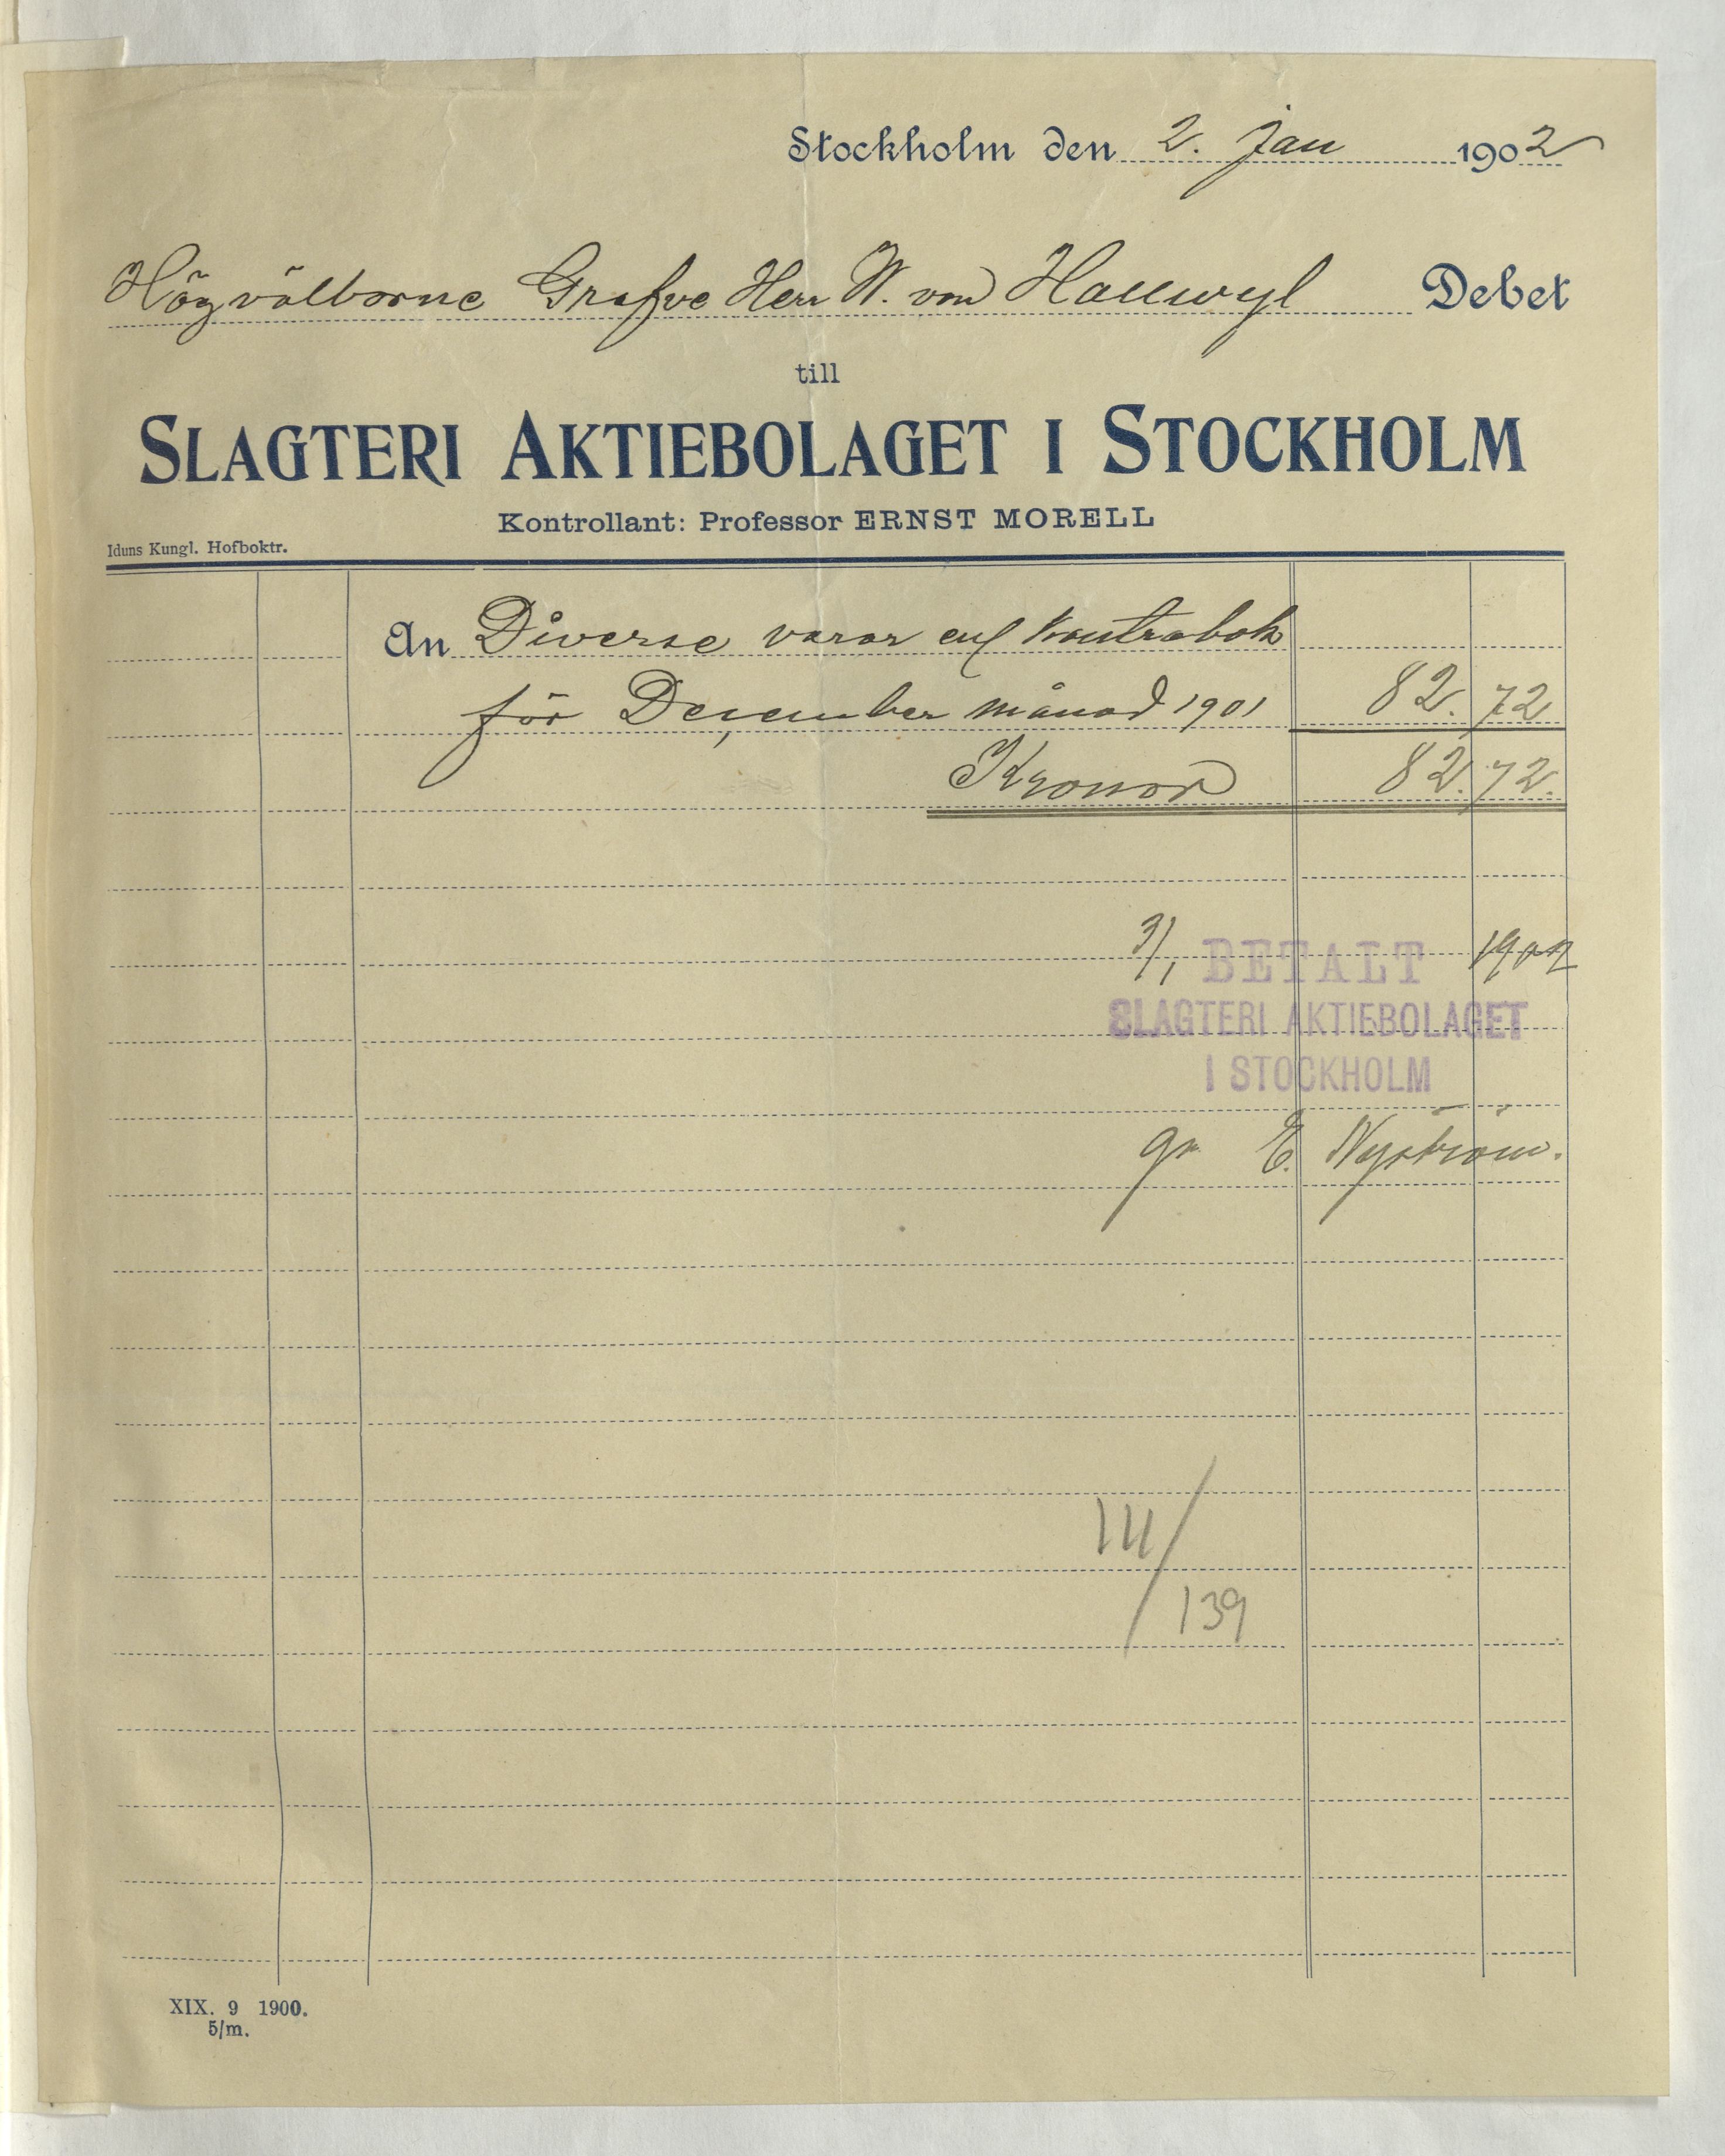 Stockholm den 2. Jan 1902
Högvälborne Grefve Herr W. von Hallwyl Debet
till
SLAGTERI AKTIEBOLAGET I STOCKHOLM
Kontrollant: Professor ERNST MORELL
Iduns Kungl. Hofboktr.
An Diverse varor enl Kontrabok
för December månad 1901 82. 72
Kronor 82. 72.
3/1 BETALT 1902
SLAGTERI AKTIEBOLAGET
I STOCKHOLM
E. Nyström.
139
XIX. 9 1900.
5/m.